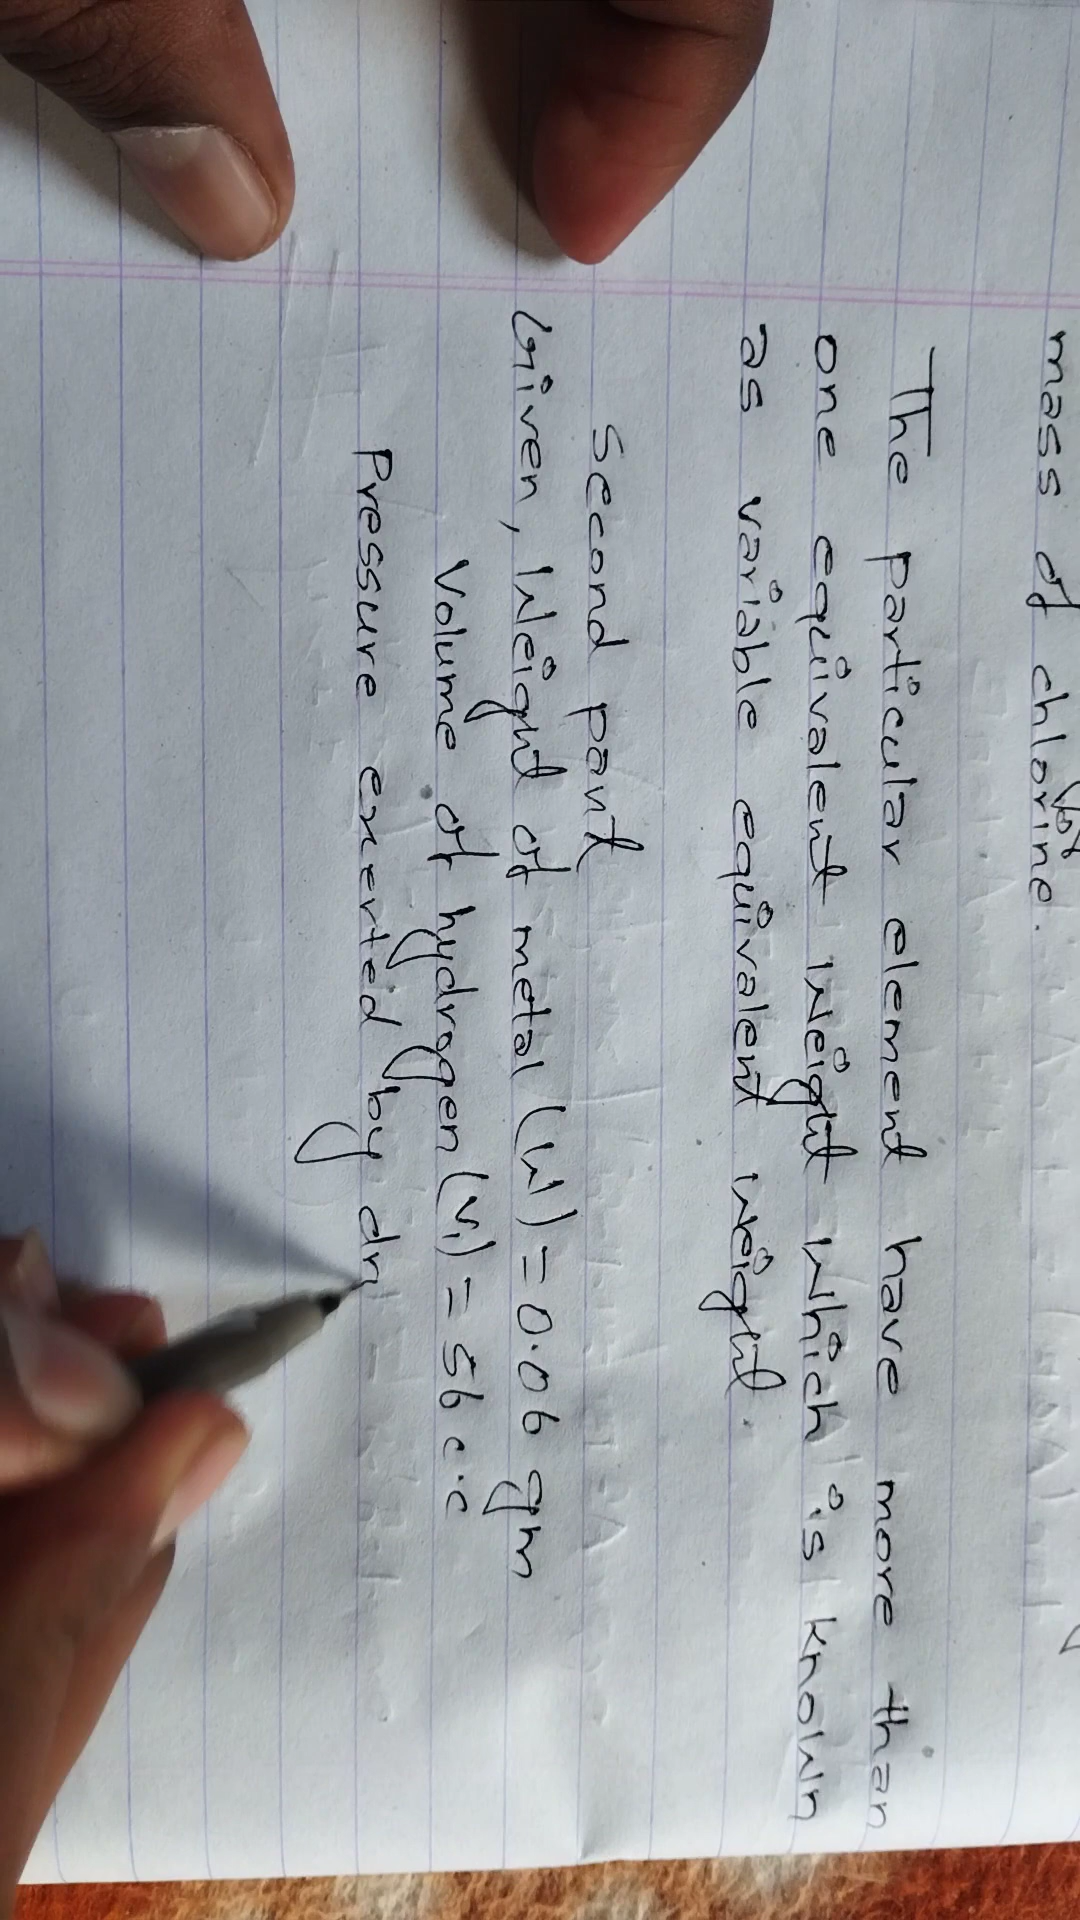 mass of chlorine.
The particular element have more than
one equivalent weight which is known
as variable equivalent weight.
Second part
Given, Weight of metal (W) = 0.06 gm
Volume of hydrogen (V₁) = 56 c.c
Pressure exerted by dr